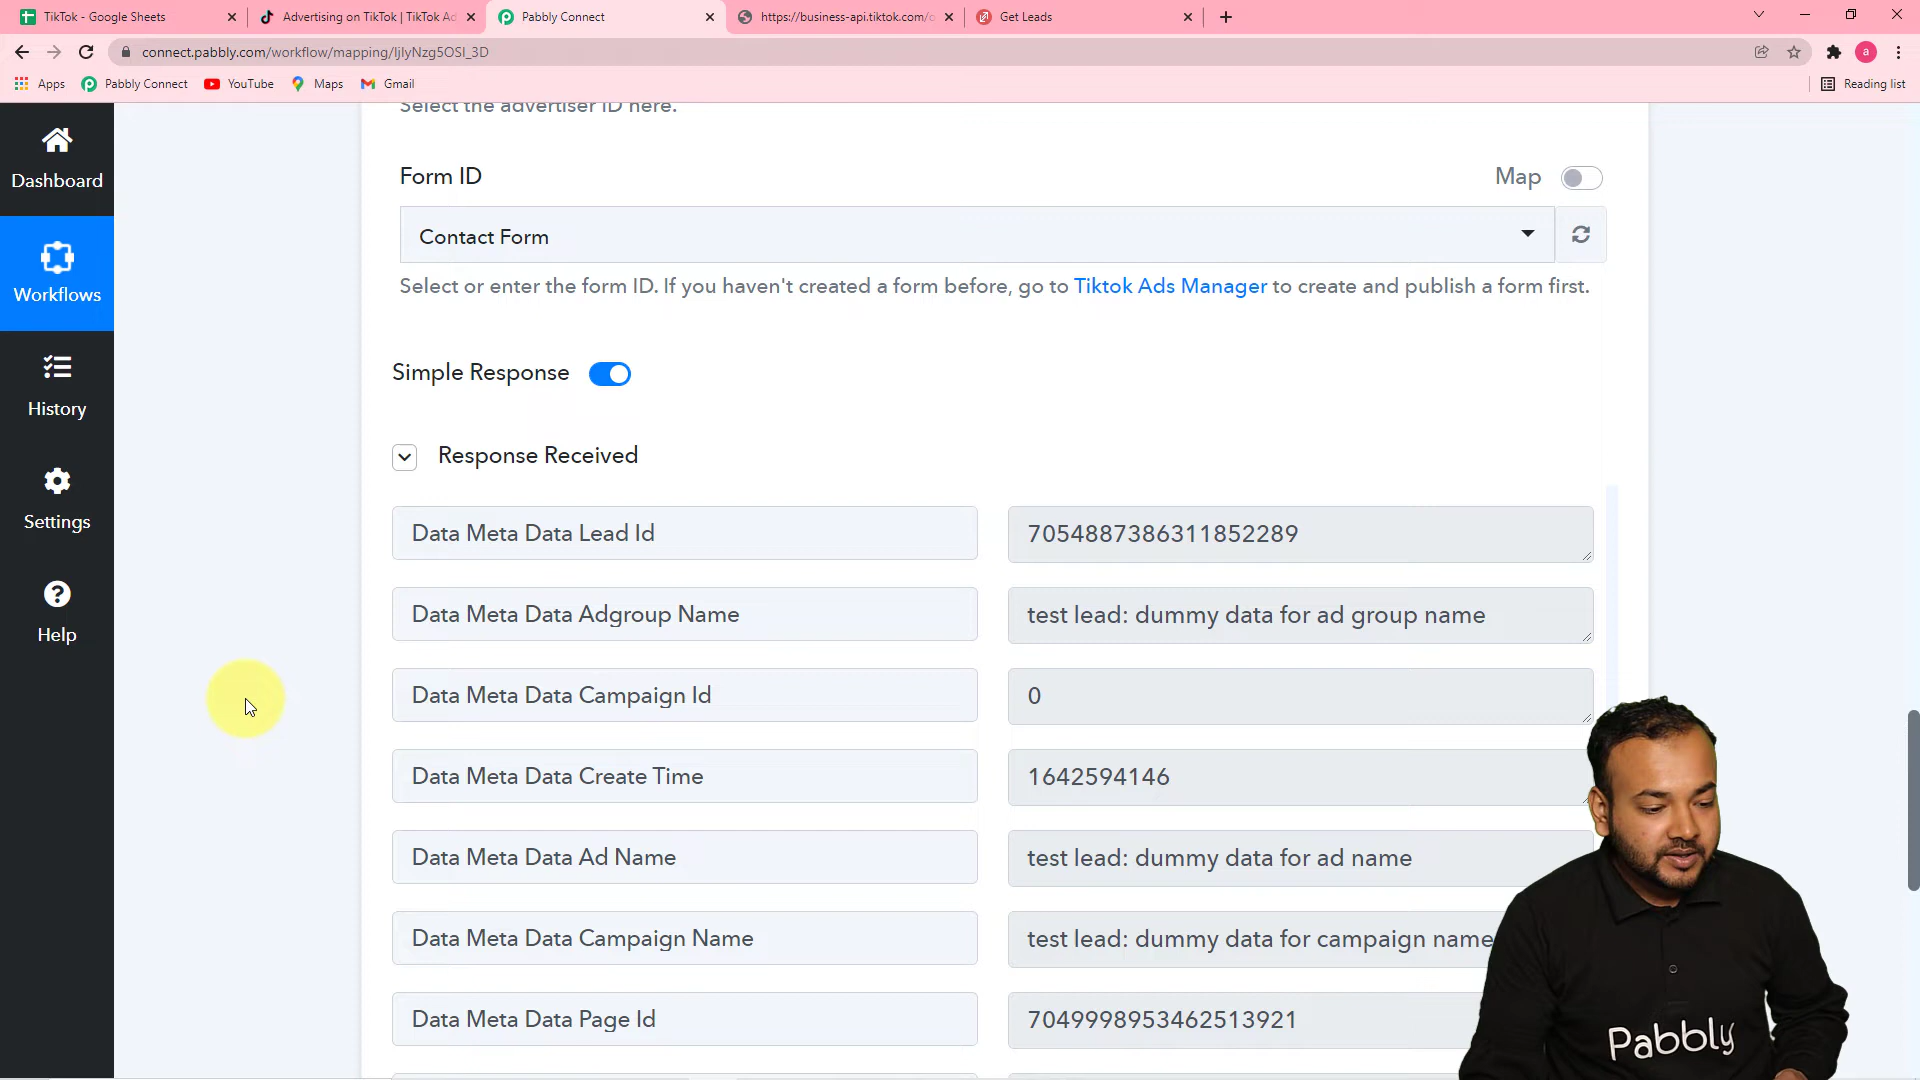 TikTok - Google Sheets
Advertising on TikTok | TikTok Ad
Pabbly Connect
https://business-api.tiktok.com/o
Get Leads
connect.pabbly.com/workflow/mapping/IjIyNzg5OSI_3D
a
Apps
Pabbly Connect
YouTube
Maps
Gmail
Reading list
Dashboard
Workflows
History
Settings
Help
Select the advertiser ID here.
Form ID
Map
Contact Form
Select or enter the form ID. If you haven't created a form before, go to Tiktok Ads Manager to create and publish a form first.
Simple Response
Response Received
Data Meta Data Lead Id
7054887386311852289
Data Meta Data Adgroup Name
test lead: dummy data for ad group name
Data Meta Data Campaign Id
0
Data Meta Data Create Time
1642594146
Data Meta Data Ad Name
test lead: dummy data for ad name
Data Meta Data Campaign Name
test lead: dummy data for campaign name
Data Meta Data Page Id
7049998953462513921
Pabbly